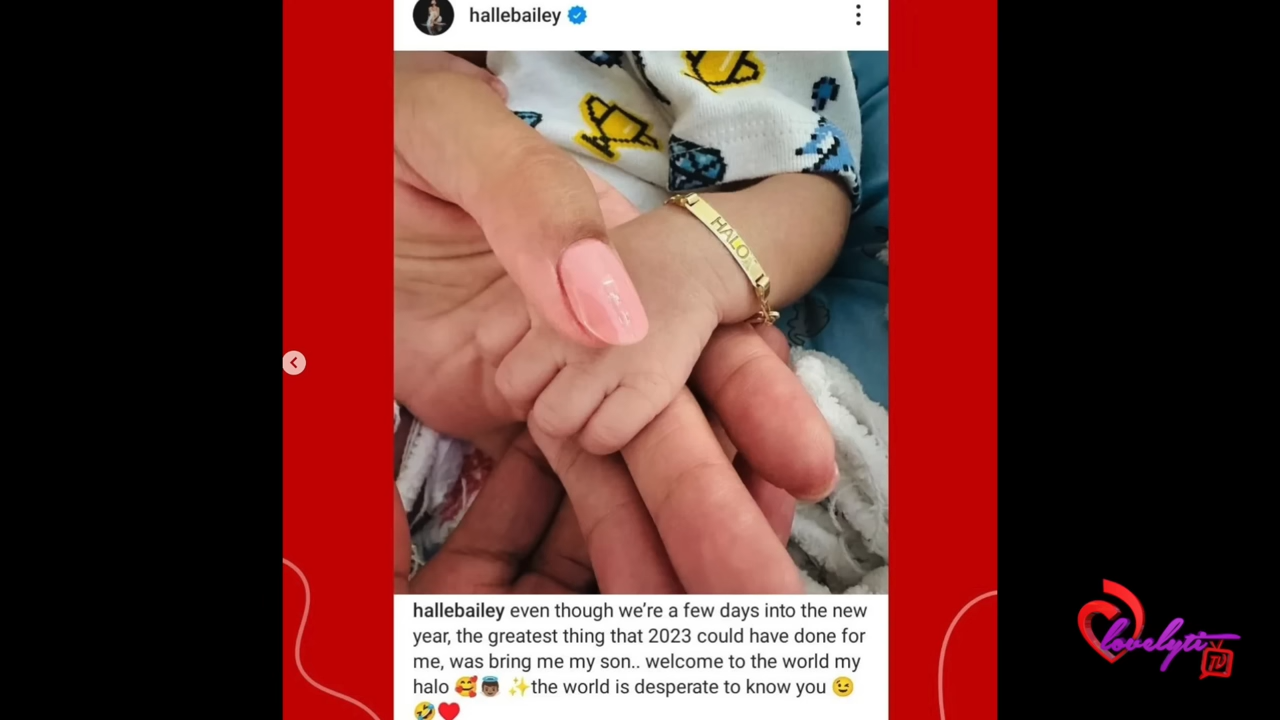 hallebailey
HALO
hallebailey even though we're a few days into the new
year, the greatest thing that 2023 could have done for
me, was bring me my son.. welcome to the world my
halo 🥰👼🏾 ✨the world is desperate to know you 😉
🤣❤️
lovelyti
TV